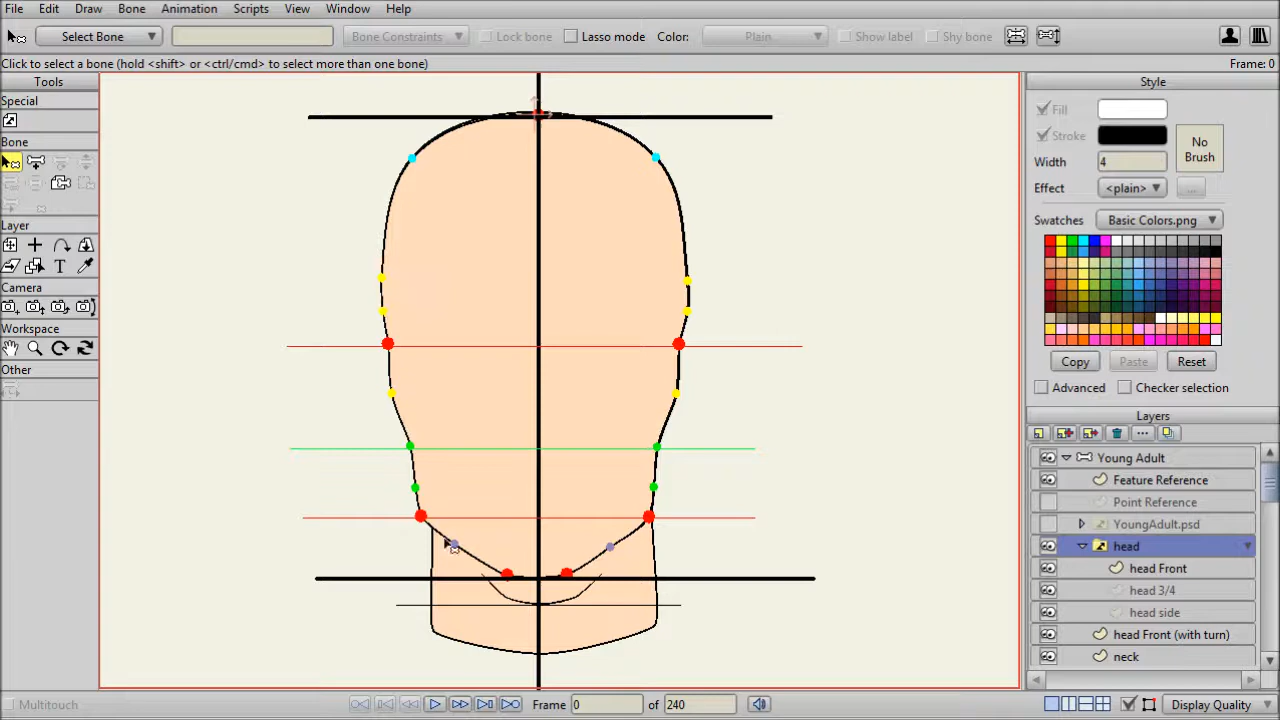 File Edit Draw Bone Animation Scripts View Window Help
Select Bone Bone Constraints Lock bone Lasso mode Color: Plain Show label Shy bone
Click to select a bone (hold <shift> or <ctrl/cmd> to select more than one bone) Frame: 0
Tools
Special
Bone
Layer
T
Camera
Workspace
Other
Style
Fill
Stroke
No Brush
Width 4
Effect <plain> ...
Swatches Basic Colors.png
Copy Paste Reset
Advanced Checker selection
Layers
Young Adult
Feature Reference
Point Reference
YoungAdult.psd
head
head Front
head 3/4
head side
head Front (with turn)
neck
Multitouch Frame 0 of 240 Display Quality